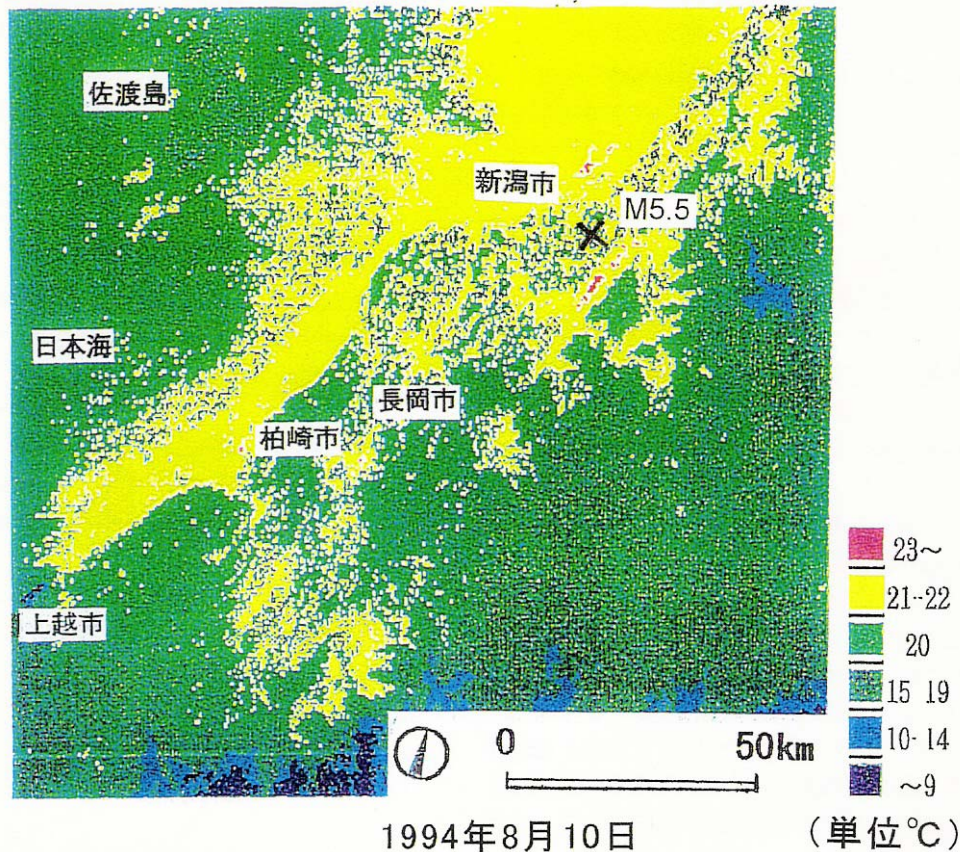 佐渡島
新潟市
M5.5
日本海
長岡市
柏崎市
上越市
23～
21-22
20
15 19
10-14
～9
0 50km
1994年8月10日
(単位℃)